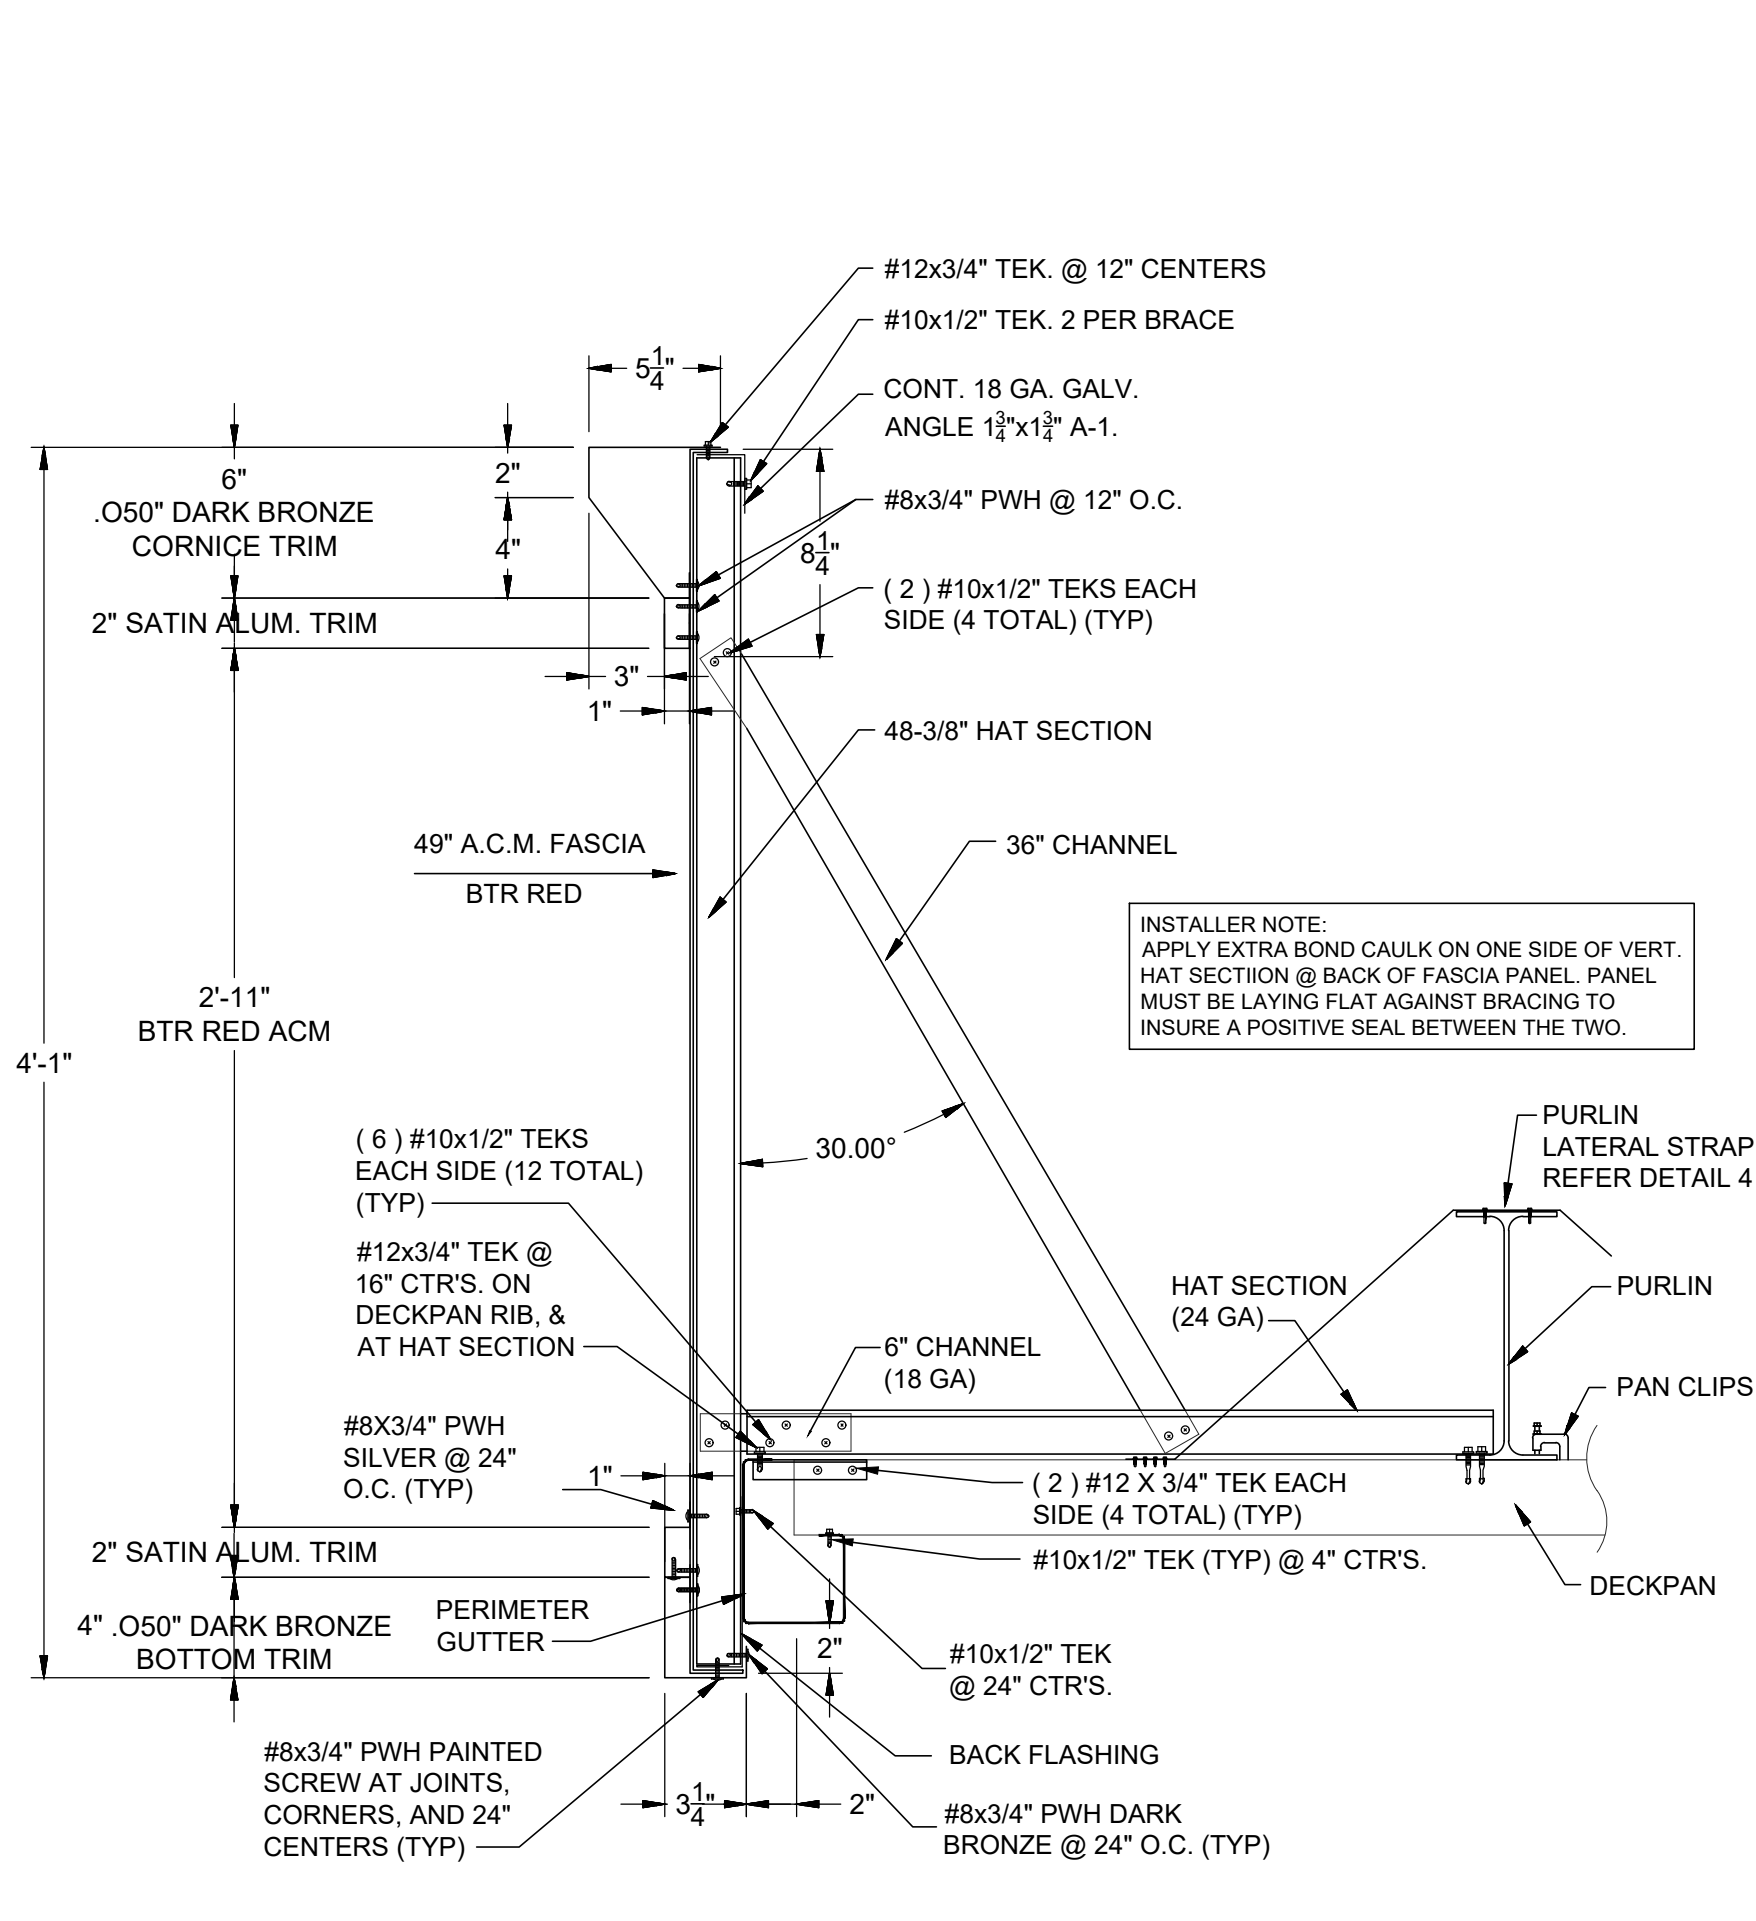 #12x3/4" TEK. @ 12" CENTERS
#10x1/2" TEK. 2 PER BRACE
5 1/4"
CONT. 18 GA. GALV.
ANGLE 1 3/4"x1 3/4" A-1.
6"
.O50" DARK BRONZE
CORNICE TRIM
2"
4"
#8x3/4" PWH @ 12" O.C.
8 1/4"
( 2 ) #10x1/2" TEKS EACH
SIDE (4 TOTAL) (TYP)
2" SATIN ALUM. TRIM
3"
1"
48-3/8" HAT SECTION
49" A.C.M. FASCIA
BTR RED
36" CHANNEL
INSTALLER NOTE:
APPLY EXTRA BOND CAULK ON ONE SIDE OF VERT.
HAT SECTIION @ BACK OF FASCIA PANEL. PANEL
MUST BE LAYING FLAT AGAINST BRACING TO
INSURE A POSITIVE SEAL BETWEEN THE TWO.
2'-11"
BTR RED ACM
4'-1"
30.00°
( 6 ) #10x1/2" TEKS
EACH SIDE (12 TOTAL)
(TYP)
PURLIN
LATERAL STRAP
REFER DETAIL 4
#12x3/4" TEK @
16" CTR'S. ON
DECKPAN RIB, &
AT HAT SECTION
HAT SECTION
(24 GA)
PURLIN
6" CHANNEL
(18 GA)
PAN CLIPS
#8X3/4" PWH
SILVER @ 24"
O.C. (TYP)
1"
( 2 ) #12 X 3/4" TEK EACH
SIDE (4 TOTAL) (TYP)
2" SATIN ALUM. TRIM
#10x1/2" TEK (TYP) @ 4" CTR'S.
DECKPAN
4" .O50" DARK BRONZE
BOTTOM TRIM
PERIMETER
GUTTER
2"
#10x1/2" TEK
@ 24" CTR'S.
#8x3/4" PWH PAINTED
SCREW AT JOINTS,
CORNERS, AND 24"
CENTERS (TYP)
BACK FLASHING
3 1/4"
2"
#8x3/4" PWH DARK
BRONZE @ 24" O.C. (TYP)